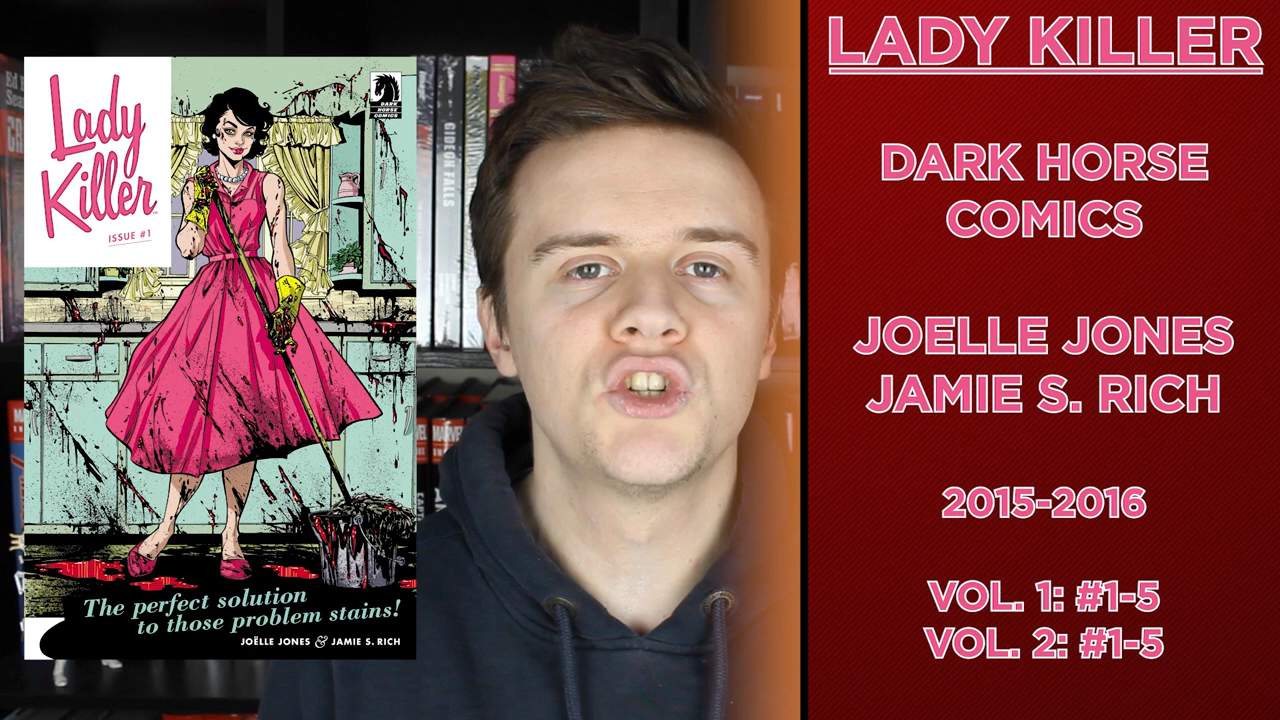 Lady
Killer
ISSUE #1
DARK
HORSE
COMICS
The perfect solution
to those problem stains!
JOËLLE JONES & JAMIE S. RICH
GIDEON FALLS
LADY KILLER
DARK HORSE
COMICS
JOELLE JONES
JAMIE S. RICH
2015-2016
VOL. 1: #1-5
VOL. 2: #1-5